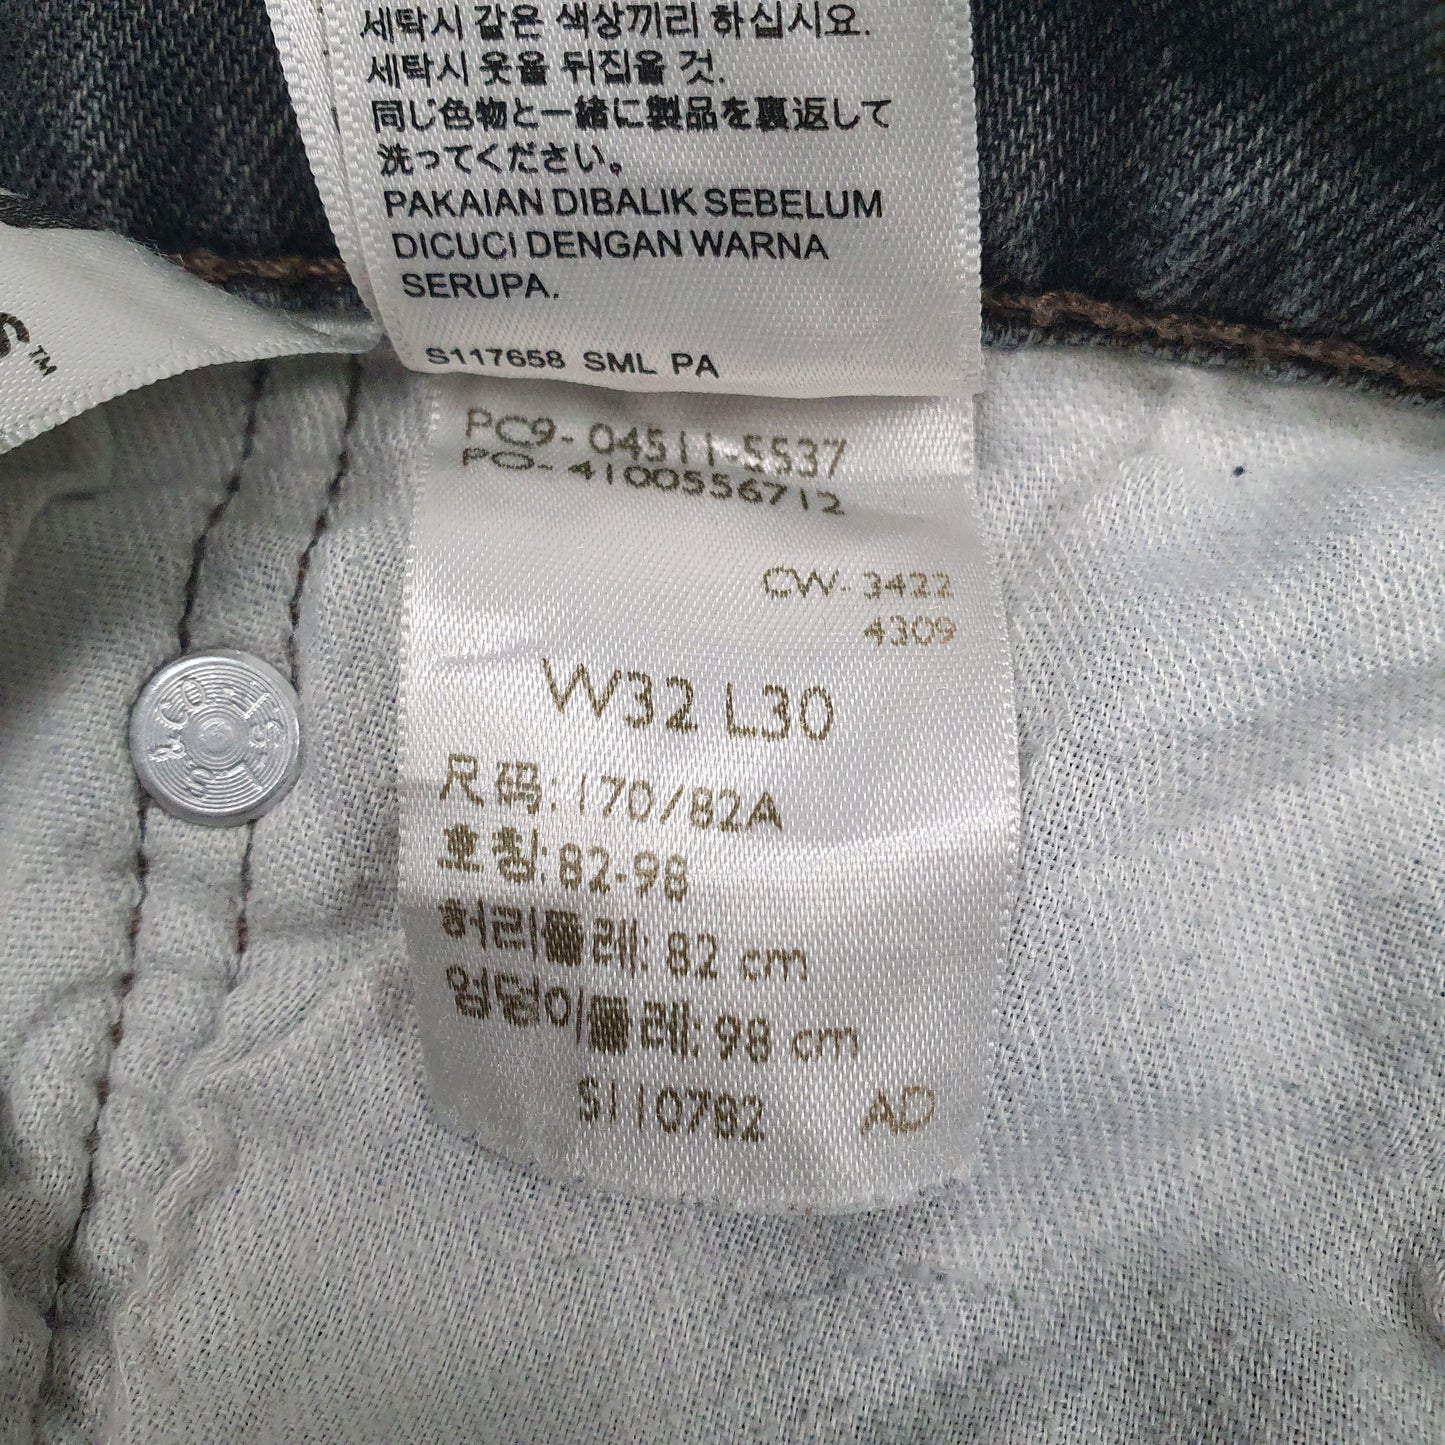 세탁시 같은 색상끼리 하십시요.
세탁시 옷을 뒤집을 것.
同じ色物と一緒に製品を裏返して
洗ってください。
PAKAIAN DIBALIK SEBELUM
DICUCI DENGAN WARNA
SERUPA.
S117658 SML PA
™
PC9-04511-5537
PO-4100556712
CW-3422
4309
W32 L30
尺码:170/82A
호칭:82-98
허리둘레:82 cm
엉덩이둘레:98 cm
S110782 AD